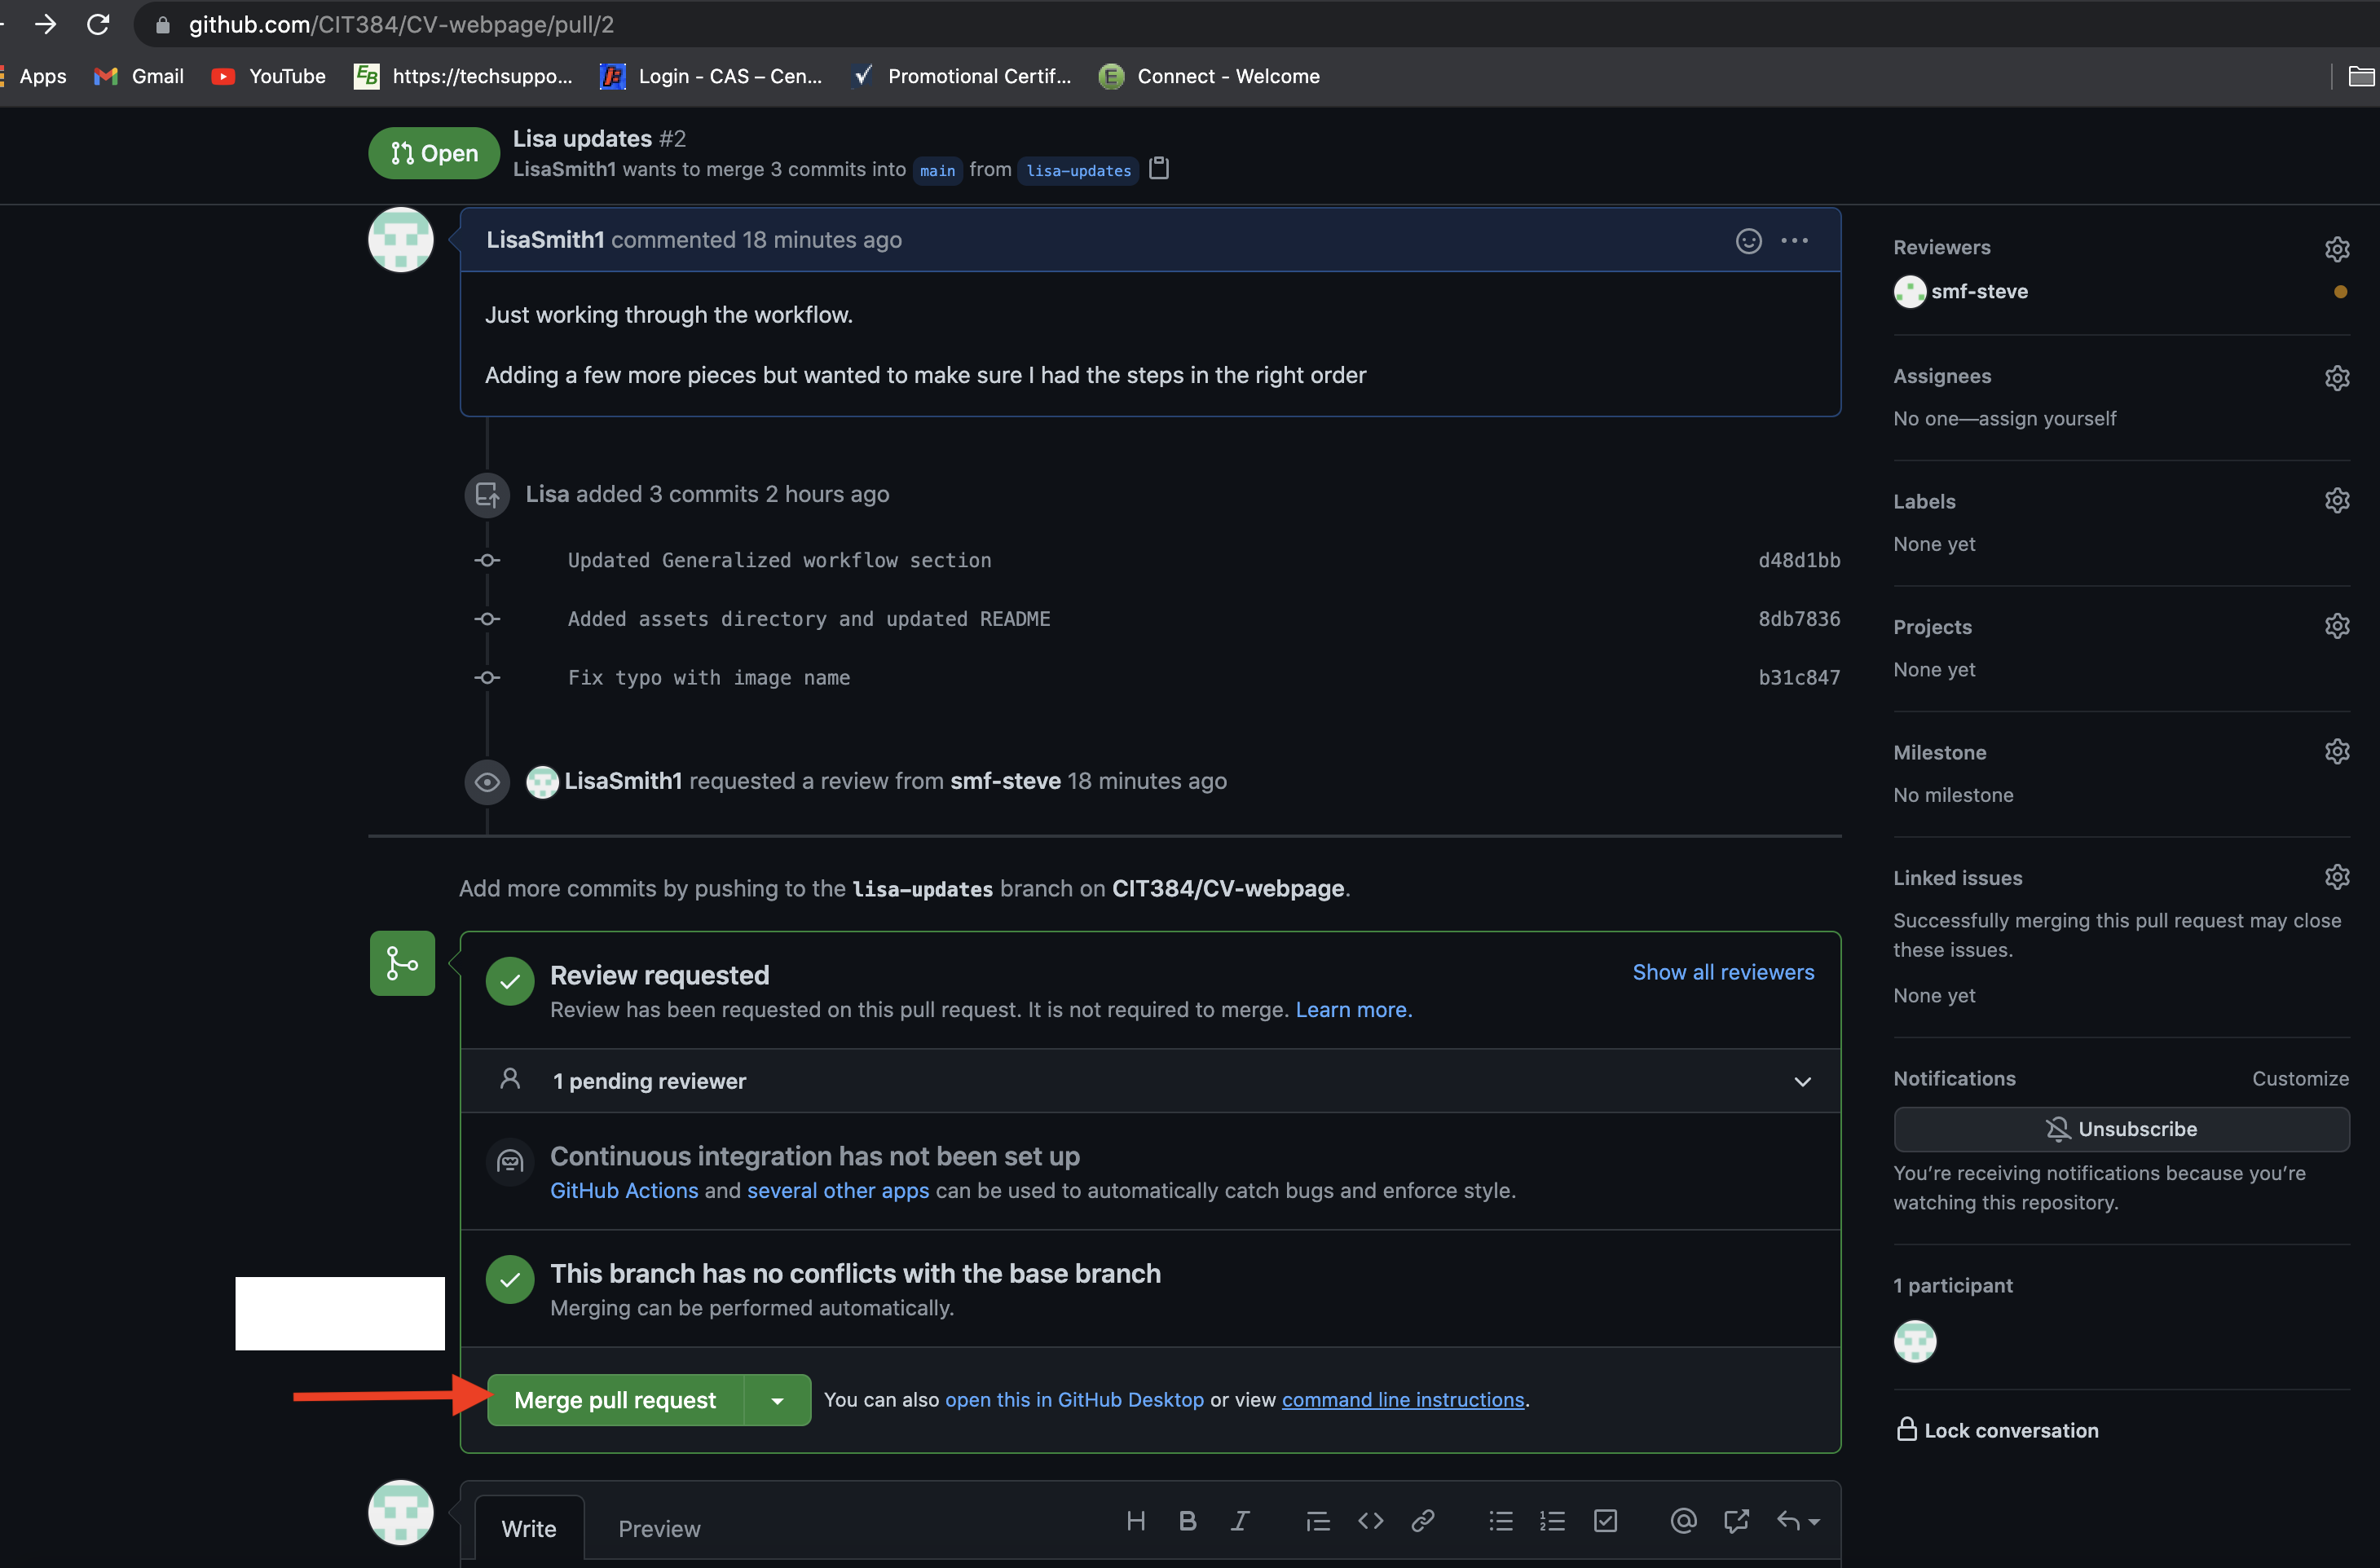 github.com/CIT384/CV-webpage/pull/2
Apps Gmail YouTube https://techsuppo... Login - CAS – Cen... Promotional Certif... Connect - Welcome
Open
Lisa updates #2
LisaSmith1 wants to merge 3 commits into main from lisa-updates
LisaSmith1 commented 18 minutes ago
Just working through the workflow.
Adding a few more pieces but wanted to make sure I had the steps in the right order
Lisa added 3 commits 2 hours ago
Updated Generalized workflow section d48d1bb
Added assets directory and updated README 8db7836
Fix typo with image name b31c847
LisaSmith1 requested a review from smf-steve 18 minutes ago
Add more commits by pushing to the lisa-updates branch on CIT384/CV-webpage.
Review requested
Show all reviewers
Review has been requested on this pull request. It is not required to merge. Learn more.
1 pending reviewer
Continuous integration has not been set up
GitHub Actions and several other apps can be used to automatically catch bugs and enforce style.
This branch has no conflicts with the base branch
Merging can be performed automatically.
Merge pull request
You can also open this in GitHub Desktop or view command line instructions.
Write Preview
Reviewers
smf-steve
Assignees
No one—assign yourself
Labels
None yet
Projects
None yet
Milestone
No milestone
Linked issues
Successfully merging this pull request may close
these issues.
None yet
Notifications Customize
Unsubscribe
You’re receiving notifications because you’re
watching this repository.
1 participant
Lock conversation